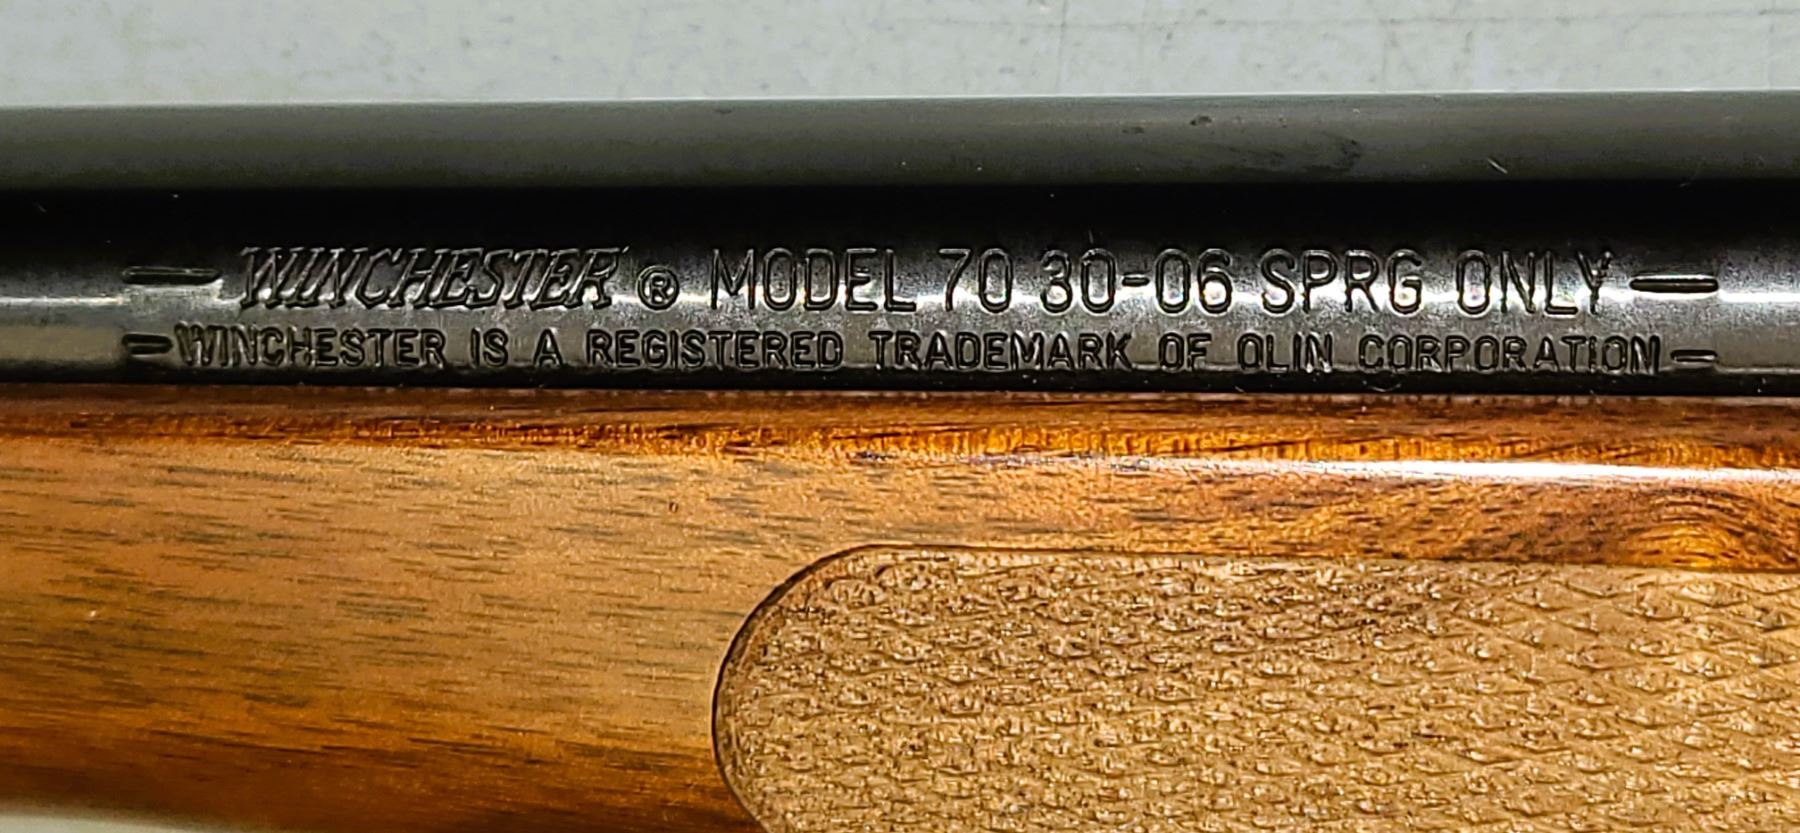 — WINCHESTER ® MODEL 70 30-06 SPRG ONLY —
— WINCHESTER IS A REGISTERED TRADEMARK OF OLIN CORPORATION —